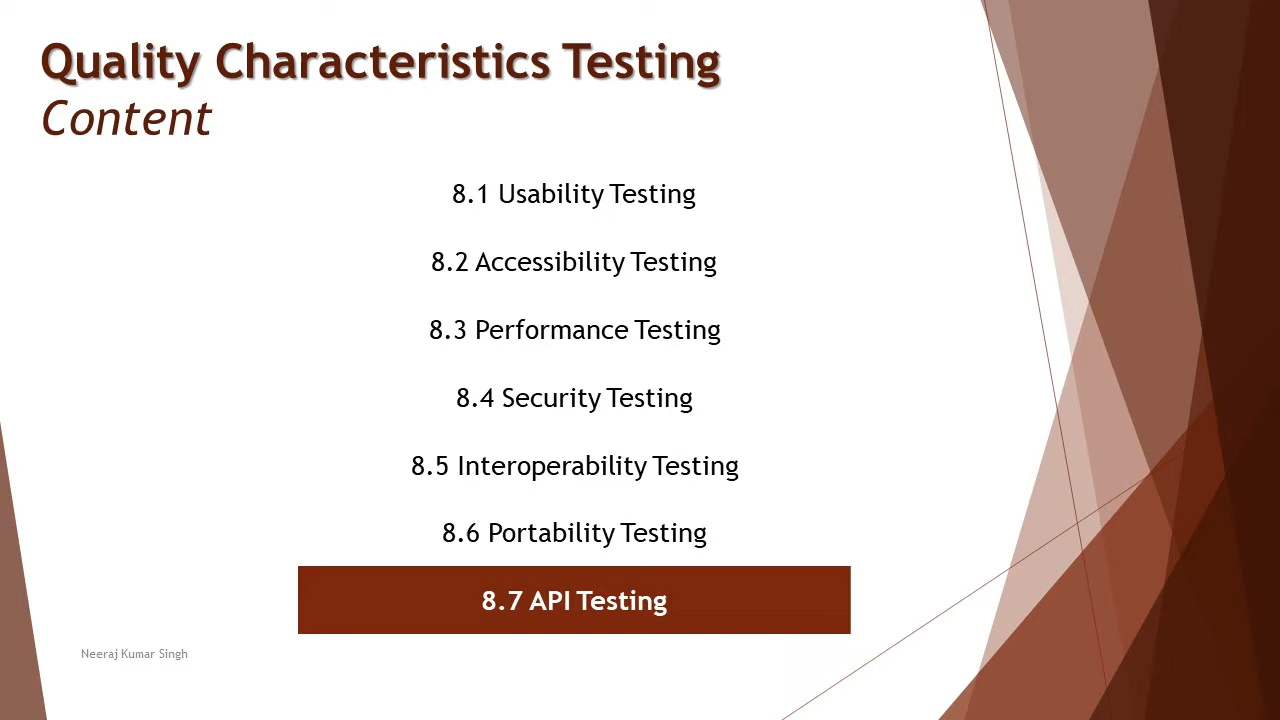 Quality Characteristics Testing
Content
8.1 Usability Testing
8.2 Accessibility Testing
8.3 Performance Testing
8.4 Security Testing
8.5 Interoperability Testing
8.6 Portability Testing
8.7 API Testing
Neeraj Kumar Singh